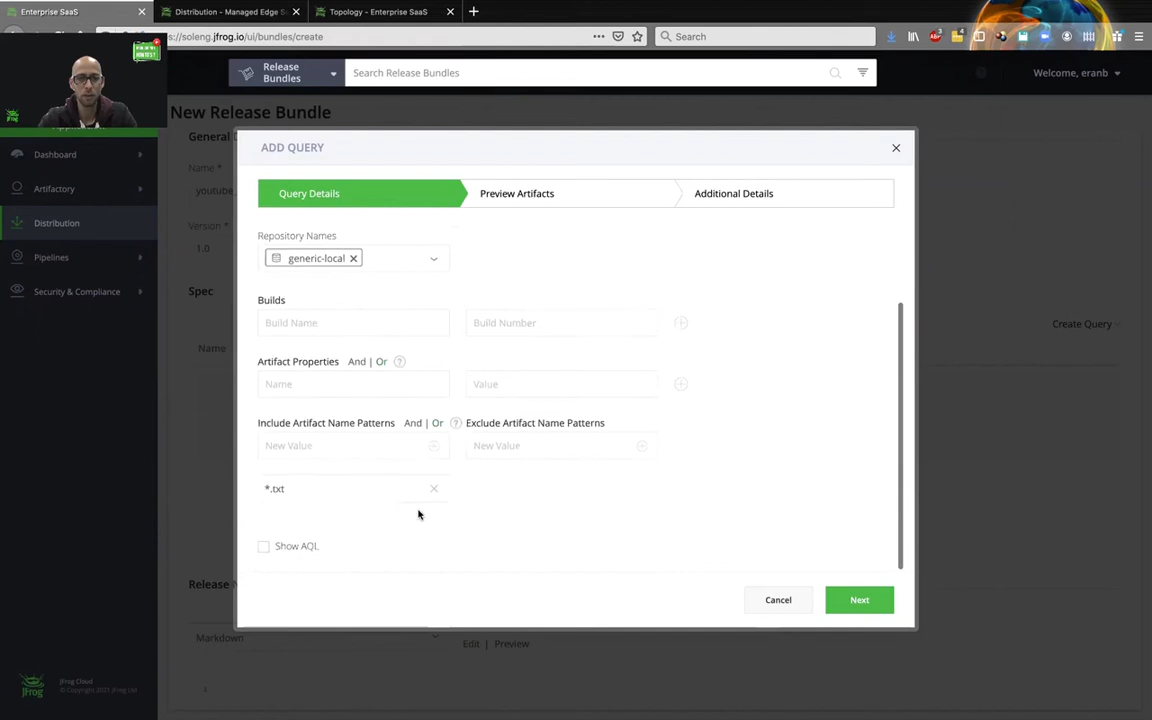 Enterprise SaaS
Distribution - Managed Edge S
Topology - Enterprise SaaS
s://soleng.jfrog.io/ui/bundles/create
Search
Release Bundles
Search Release Bundles
Welcome, eranb
New Release Bundle
General
Name *
youtube
Version *
1.0
Spec
Name
Create Query
Release
Markdown
Edit | Preview
1
Dashboard
Artifactory
Distribution
Pipelines
Security & Compliance
JFrog
JFrog Cloud
© Copyright 2021 JFrog Ltd
ADD QUERY
Query Details
Preview Artifacts
Additional Details
Repository Names
generic-local
Builds
Build Name
Build Number
Artifact Properties And | Or
Name
Value
Include Artifact Name Patterns And | Or
Exclude Artifact Name Patterns
New Value
New Value
*.txt
Show AQL
Cancel
Next